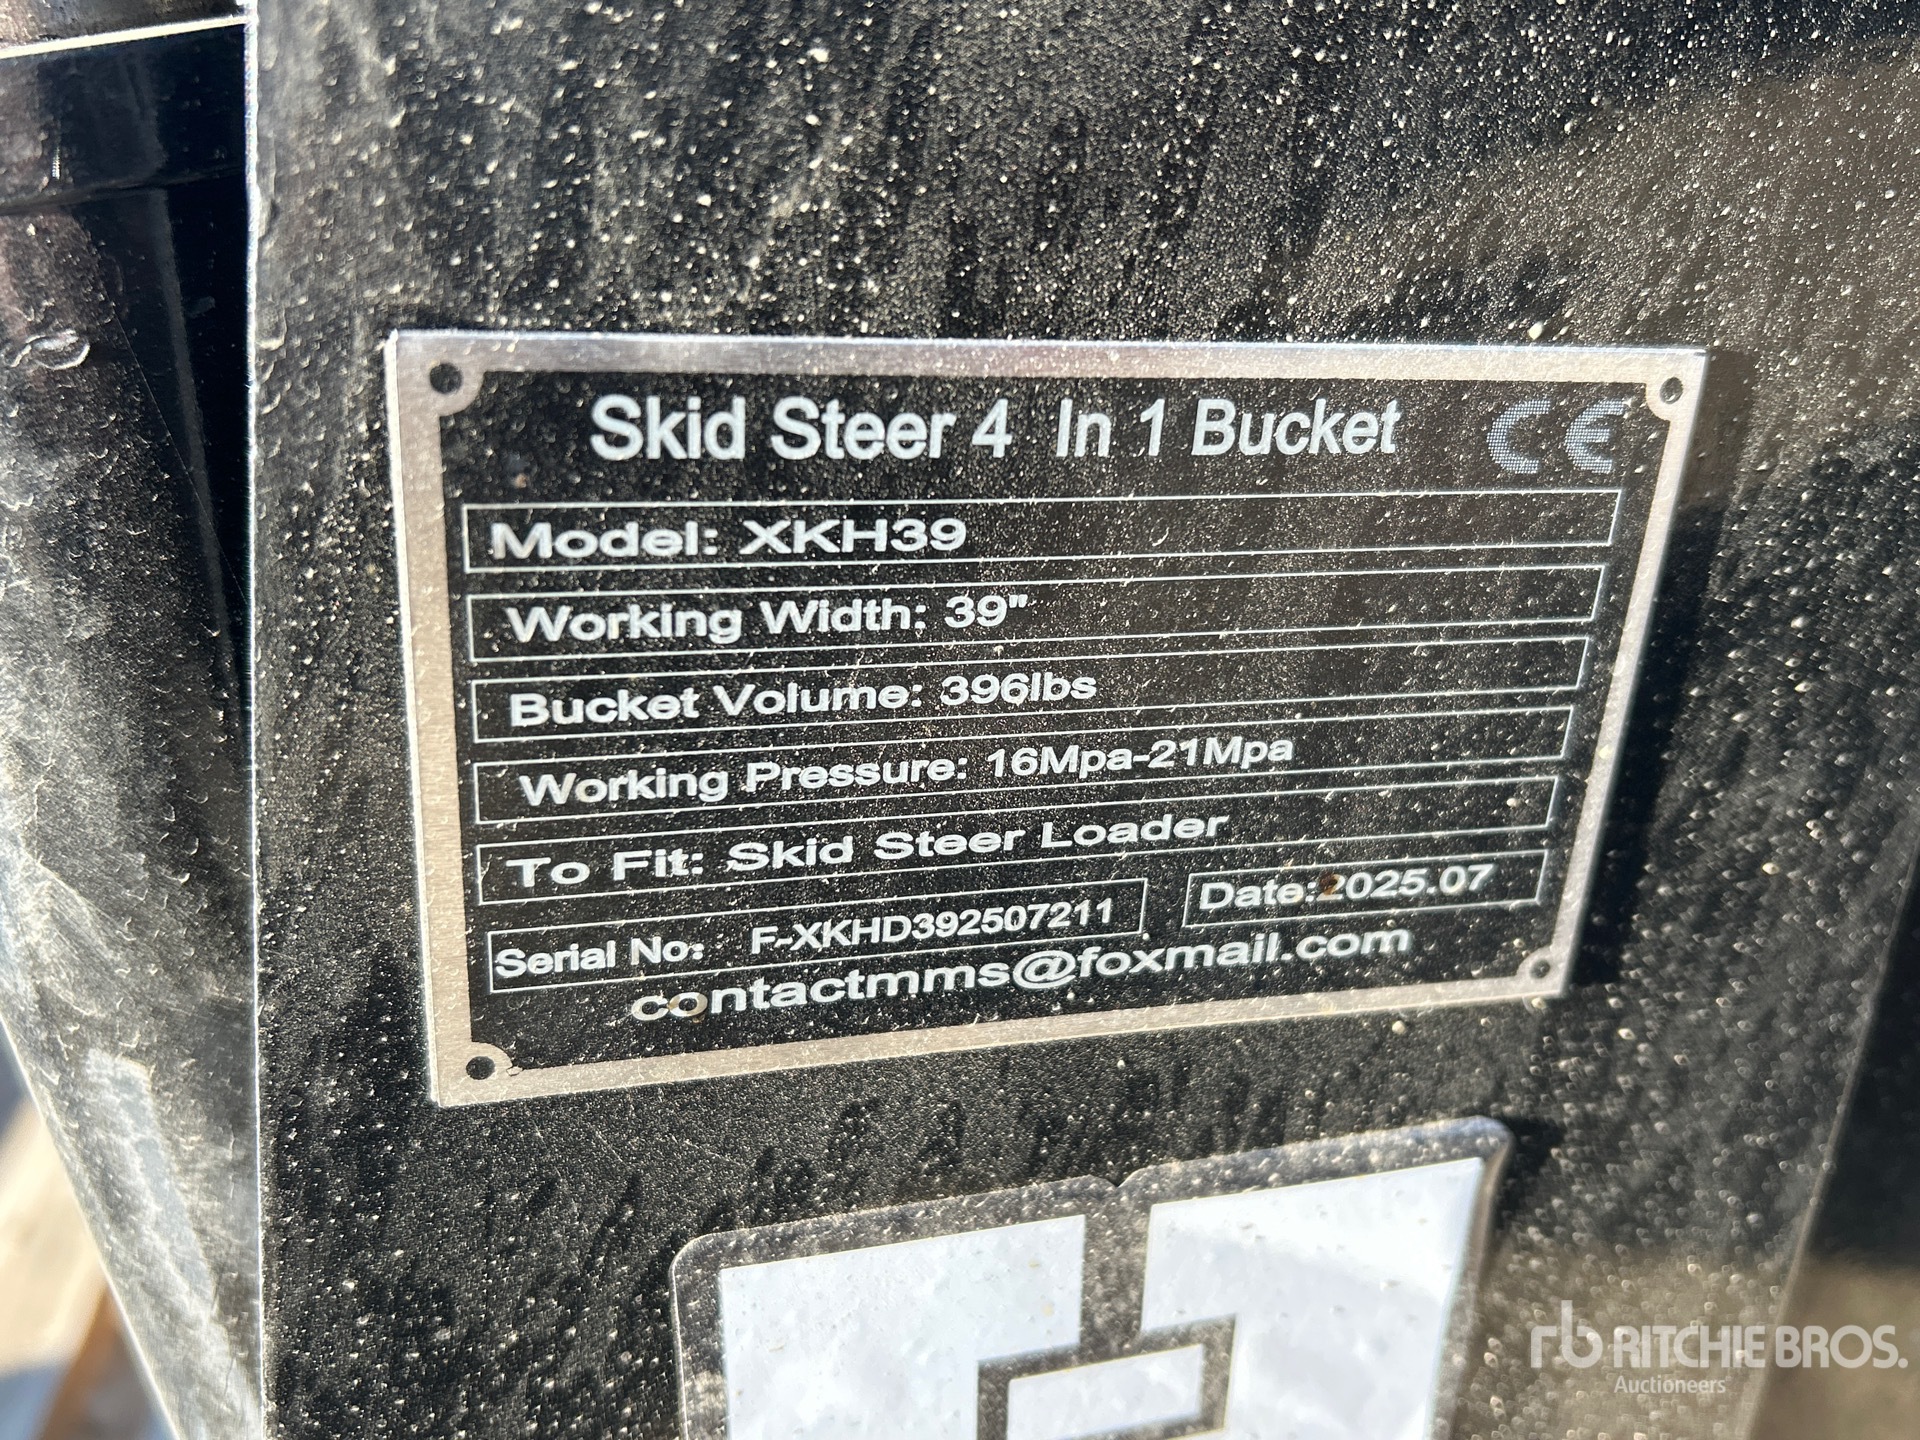 Skid Steer 4 In 1 Bucket CE
Model: XKH39
Working Width: 39"
Bucket Volume: 396lbs
Working Pressure: 16Mpa-21Mpa
To Fit: Skid Steer Loader
Serial No: F-XKHD392507211 Date:2025.07
contactmms@foxmail.com
rb RITCHIE BROS.
Auctioneers